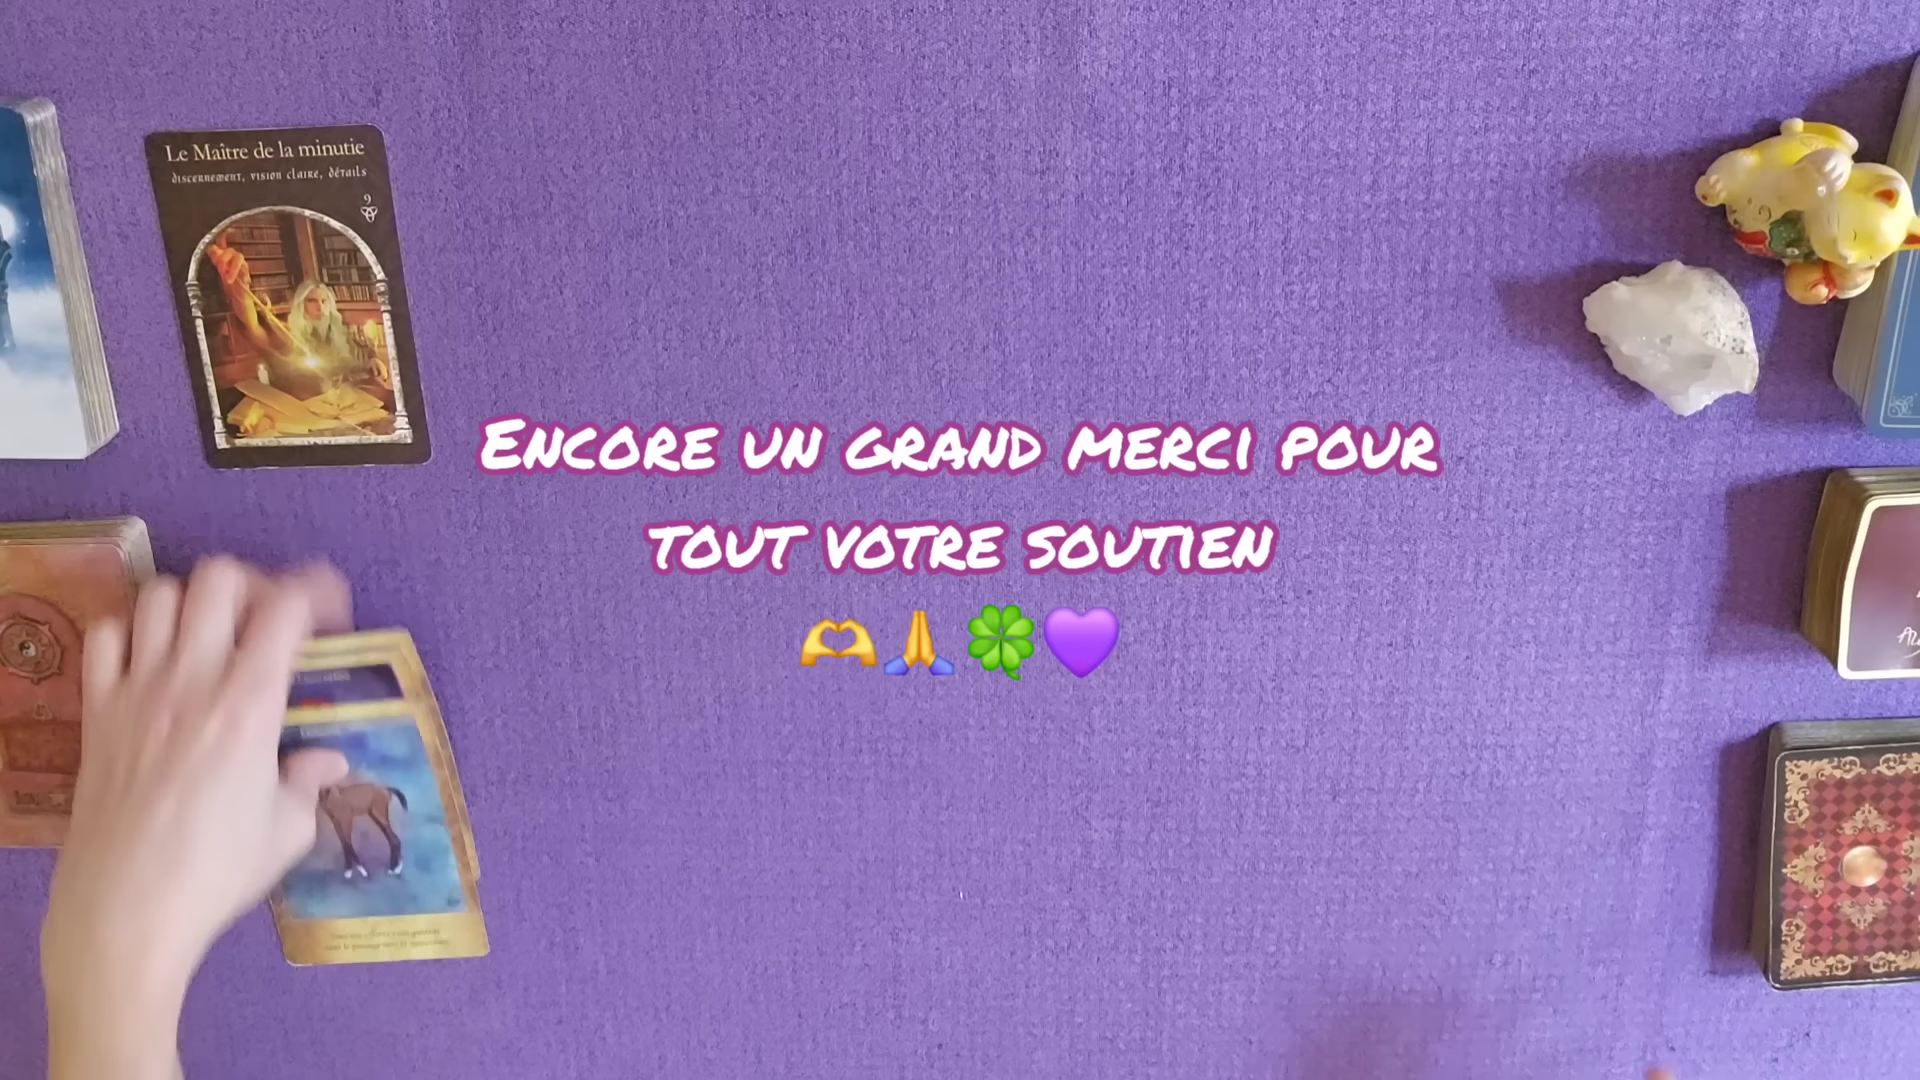 Le Maître de la minutie
discernement, vision claire, détails
9
ENCORE UN GRAND MERCI POUR
TOUT VOTRE SOUTIEN
🫶🙏🍀💜